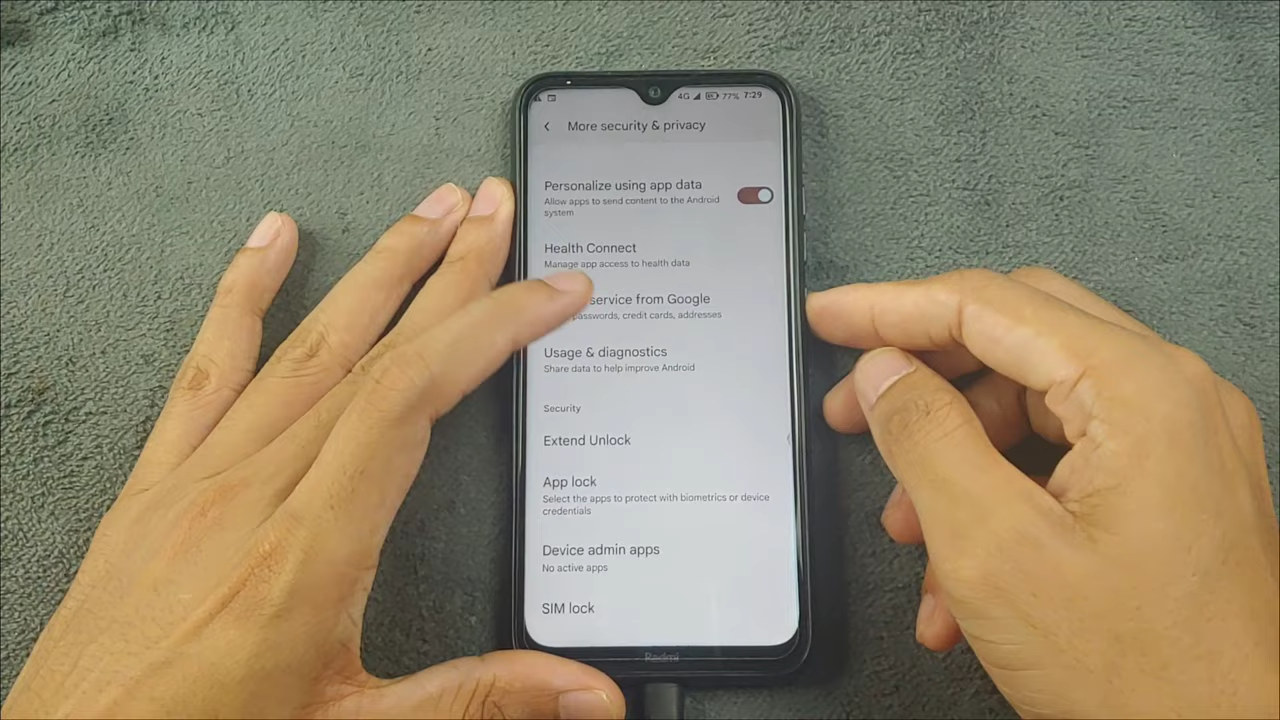 4G 77% 7:29
More security & privacy
Personalize using app data
Allow apps to send content to the Android
system
Health Connect
Manage app access to health data
service from Google
passwords, credit cards, addresses
Usage & diagnostics
Share data to help improve Android
Security
Extend Unlock
App lock
Select the apps to protect with biometrics or device
credentials
Device admin apps
No active apps
SIM lock
Redmi